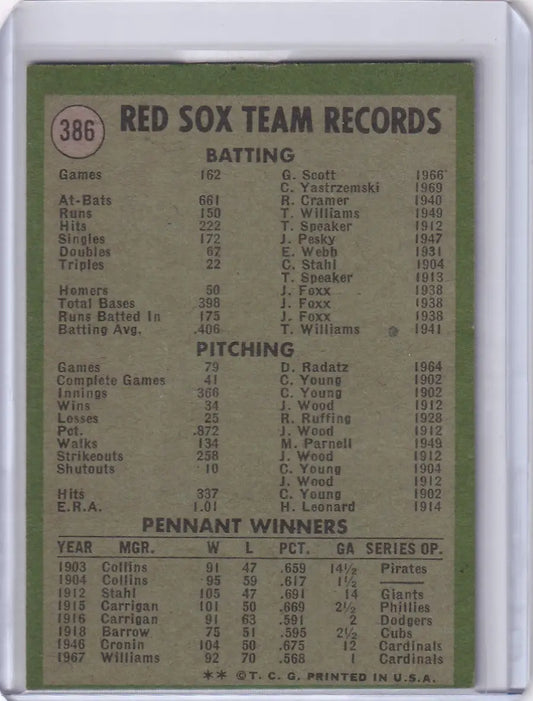 386 RED SOX TEAM RECORDS
BATTING
Games 162 G. Scott 1966
C. Yastrzemski 1969
At-Bats 661 R. Cramer 1940
Runs 150 T. Williams 1949
Hits 222 T. Speaker 1912
Singles 172 J. Pesky 1947
Doubles 67 E. Webb 1931
Triples 22 C. Stahl 1904
T. Speaker 1913
Homers 50 J. Foxx 1938
Total Bases 398 J. Foxx 1938
Runs Batted In 175 J. Foxx 1938
Batting Avg. .406 T. Williams 1941
PITCHING
Games 79 D. Radatz 1964
Complete Games 41 C. Young 1902
Innings 366 C. Young 1902
Wins 34 J. Wood 1912
Losses 25 R. Ruffing 1928
Pct. .872 J. Wood 1912
Walks 134 M. Parnell 1949
Strikeouts 258 J. Wood 1912
Shutouts 10 C. Young 1904
J. Wood 1912
Hits 337 C. Young 1902
E.R.A. 1.01 H. Leonard 1914
PENNANT WINNERS
YEAR MGR. W L PCT. GA SERIES OP.
1903 Collins 91 47 .659 14½ Pirates
1904 Collins 95 59 .617 1½ ———
1912 Stahl 105 47 .691 14 Giants
1915 Carrigan 101 50 .669 2½ Phillies
1916 Carrigan 91 63 .591 2 Dodgers
1918 Barrow 75 51 .595 2½ Cubs
1946 Cronin 104 50 .675 12 Cardinals
1967 Williams 92 70 .568 1 Cardinals
** ©T. C. G. PRINTED IN U.S.A.